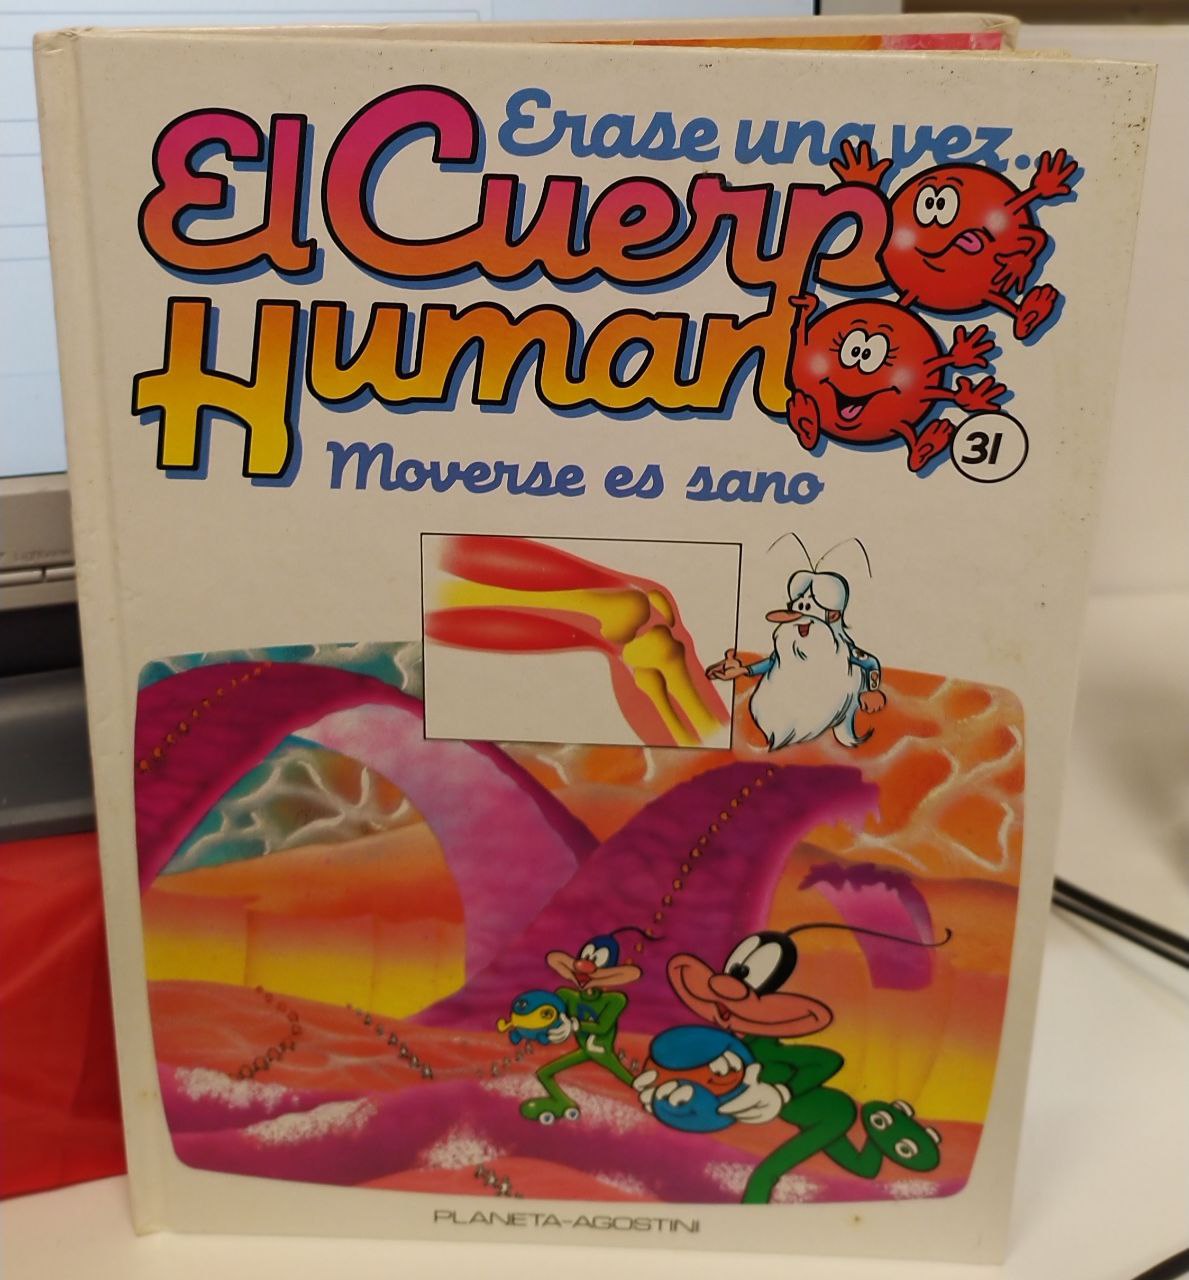 Erase una vez...
El Cuerpo
Humano
31
Moverse es sano
PLANETA-AGOSTINI